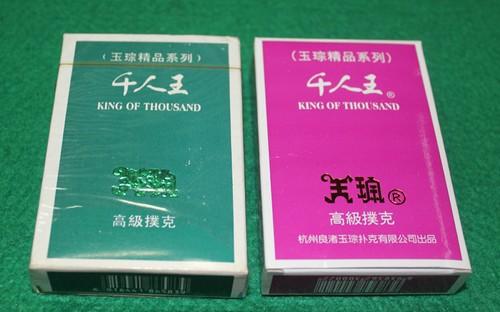 （玉琮精品系列）
千人王
KING OF THOUSAND
高級撲克
（玉琮精品系列）
千人王®
KING OF THOUSAND
®
高級撲克
杭州良渚玉琮扑克有限公司出品